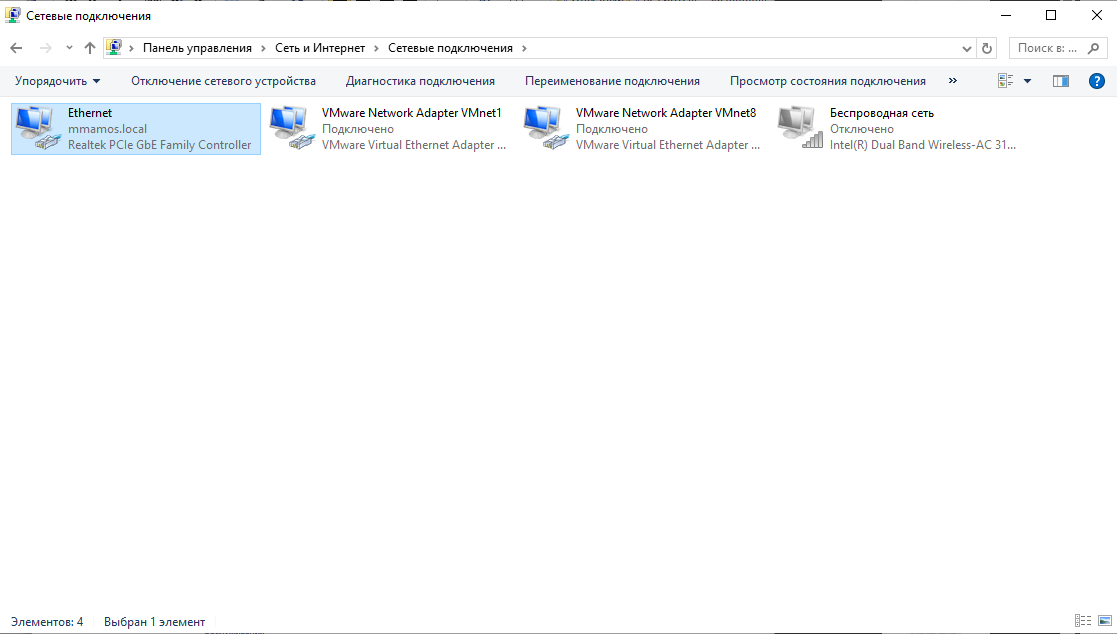 Сетевые подключения
Панель управления
Сеть и Интернет
Сетевые подключения
Поиск в: ...
Упорядочить
Отключение сетевого устройства
Диагностика подключения
Переименование подключения
Просмотр состояния подключения
»
?
Ethernet
mmamos.local
Realtek PCIe GbE Family Controller
VMware Network Adapter VMnet1
Подключено
VMware Virtual Ethernet Adapter ...
VMware Network Adapter VMnet8
Подключено
VMware Virtual Ethernet Adapter ...
Беспроводная сеть
Отключено
Intel(R) Dual Band Wireless-AC 31...
Элементов: 4
Выбран 1 элемент